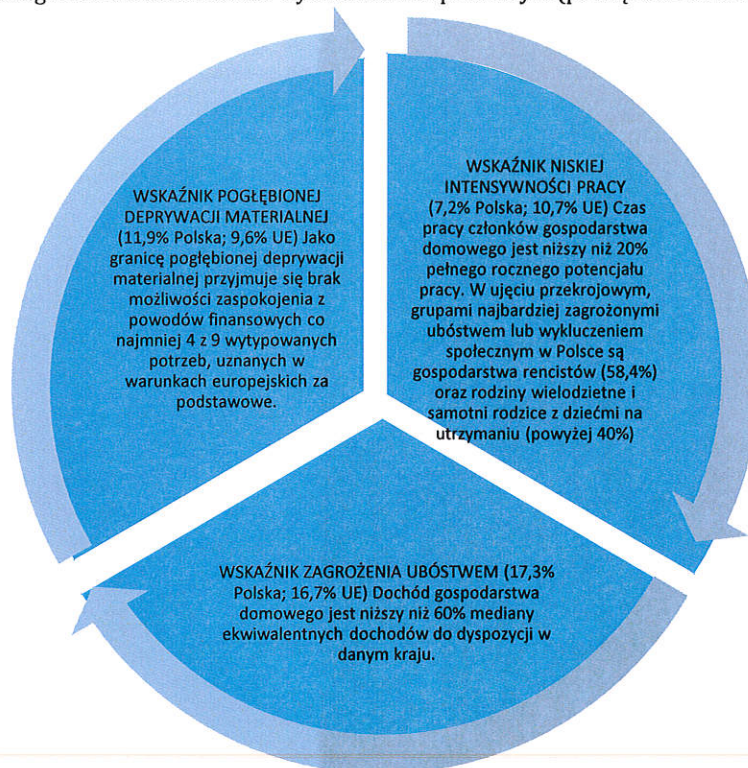 WSKAŹNIK POGŁĘBIONEJ
DEPRYWACJI MATERIALNEJ
(11,9% Polska; 9,6% UE) Jako
granicę pogłębionej deprywacji
materialnej przyjmuje się brak
możliwości zaspokojenia z
powodów finansowych co
najmniej 4 z 9 wytypowanych
potrzeb, uznanych w
warunkach europejskich za
podstawowe.
WSKAŹNIK NISKIEJ
INTENSYWNOŚCI PRACY
(7,2% Polska; 10,7% UE) Czas
pracy członków gospodarstwa
domowego jest niższy niż 20%
pełnego rocznego potencjału
pracy. W ujęciu przekrojowym,
grupami najbardziej zagrożonymi
ubóstwem lub wykluczeniem
społecznym w Polsce są
gospodarstwa rencistów (58,4%)
oraz rodziny wielodzietne i
samotni rodzice z dziećmi na
utrzymaniu (powyżej 40%)
WSKAŹNIK ZAGROŻENIA UBÓSTWEM (17,3%
Polska; 16,7% UE) Dochód gospodarstwa
domowego jest niższy niż 60% mediany
ekwiwalentnych dochodów do dyspozycji w
danym kraju.